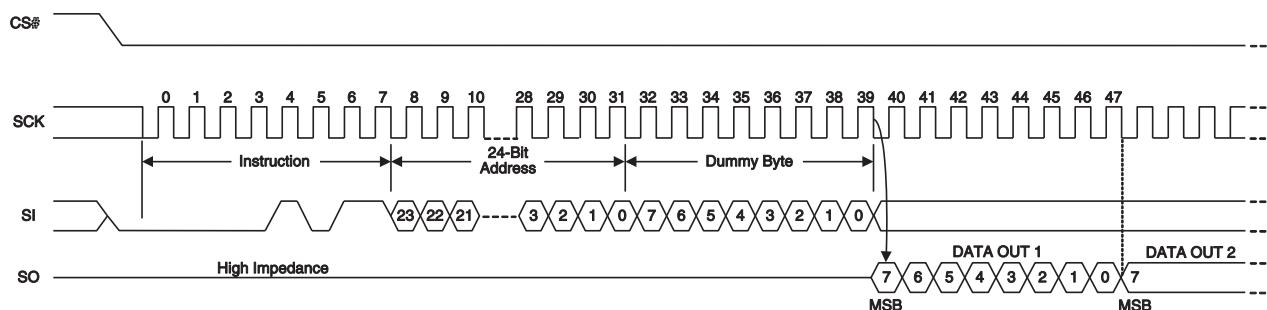 CS#
0 1 2 3 4 5 6 7 8 9 10 28 29 30 31 32 33 34 35 36 37 38 39 40 41 42 43 44 45 46 47
SCK
Instruction 24-Bit Address Dummy Byte
SI 23 22 21 3 2 1 0 7 6 5 4 3 2 1 0
DATA OUT 1 DATA OUT 2
High Impedance
SO 7 6 5 4 3 2 1 0 7
MSB MSB